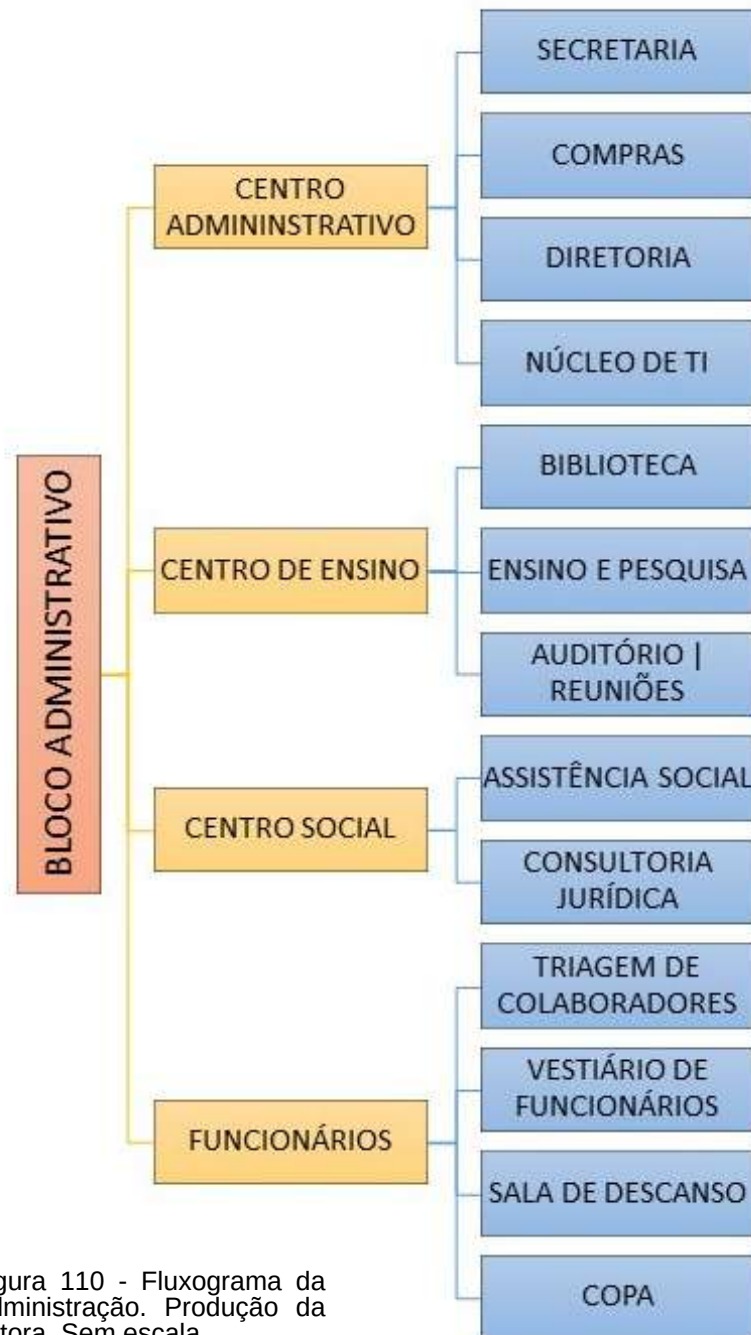 BLOCO ADMINISTRATIVO
CENTRO
ADMININSTRATIVO
SECRETARIA
COMPRAS
DIRETORIA
NÚCLEO DE TI
CENTRO DE ENSINO
BIBLIOTECA
ENSINO E PESQUISA
AUDITÓRIO |
REUNIÕES
CENTRO SOCIAL
ASSISTÊNCIA SOCIAL
CONSULTORIA
JURÍDICA
FUNCIONÁRIOS
TRIAGEM DE
COLABORADORES
VESTIÁRIO DE
FUNCIONÁRIOS
SALA DE DESCANSO
COPA
gura 110 - Fluxograma da
dministração. Produção da
tora. Sem escala